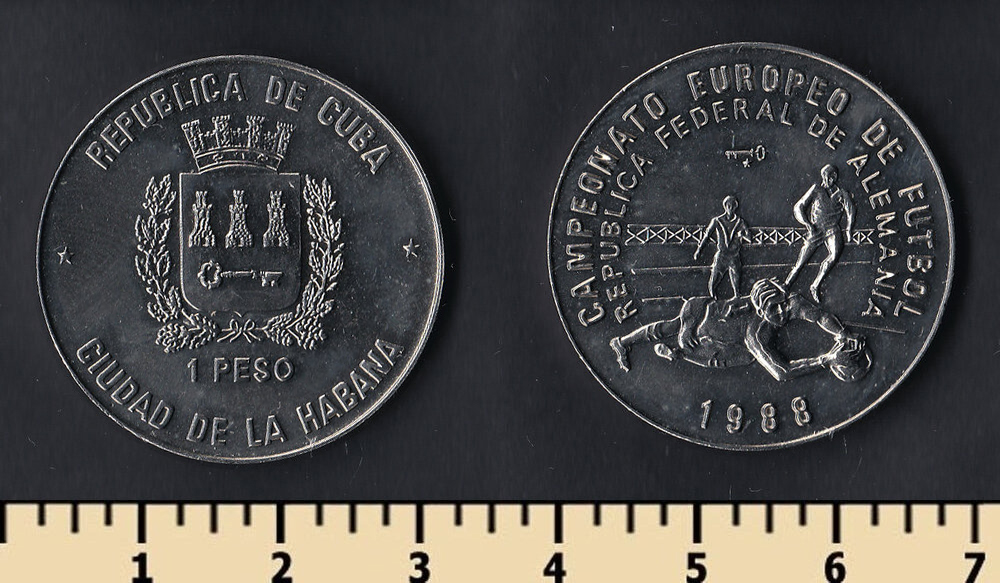 REPUBLICA DE CUBA
1 PESO
CIUDAD DE LA HABANA
CAMPEONATO EUROPEO DE FUTBOL
REPUBLICA FEDERAL DE ALEMANIA
1988
1 2 3 4 5 6 7